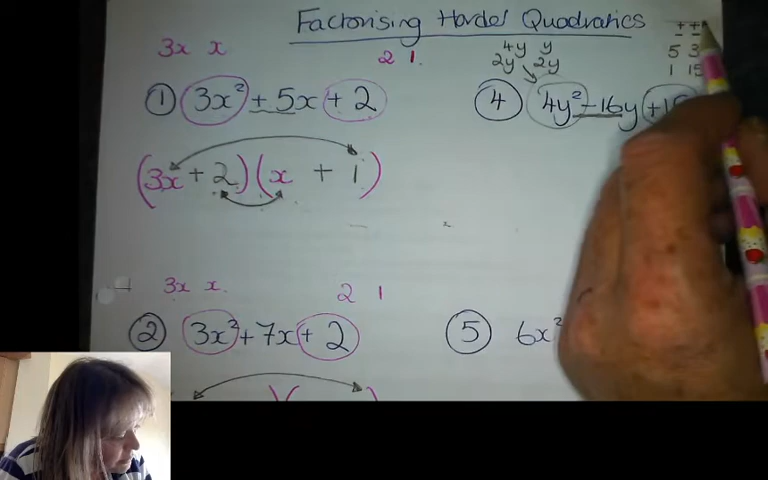 Factorising Harder Quadratics
3x x
2 1.
① 3x² + 5x + 2
(3x + 2)(x + 1)
3x x.
2 1
② 3x² + 7x + 2
4y y
2y 2y
± ±
5 3
1 15
④ 4y² - 16y
⑤ 6x²